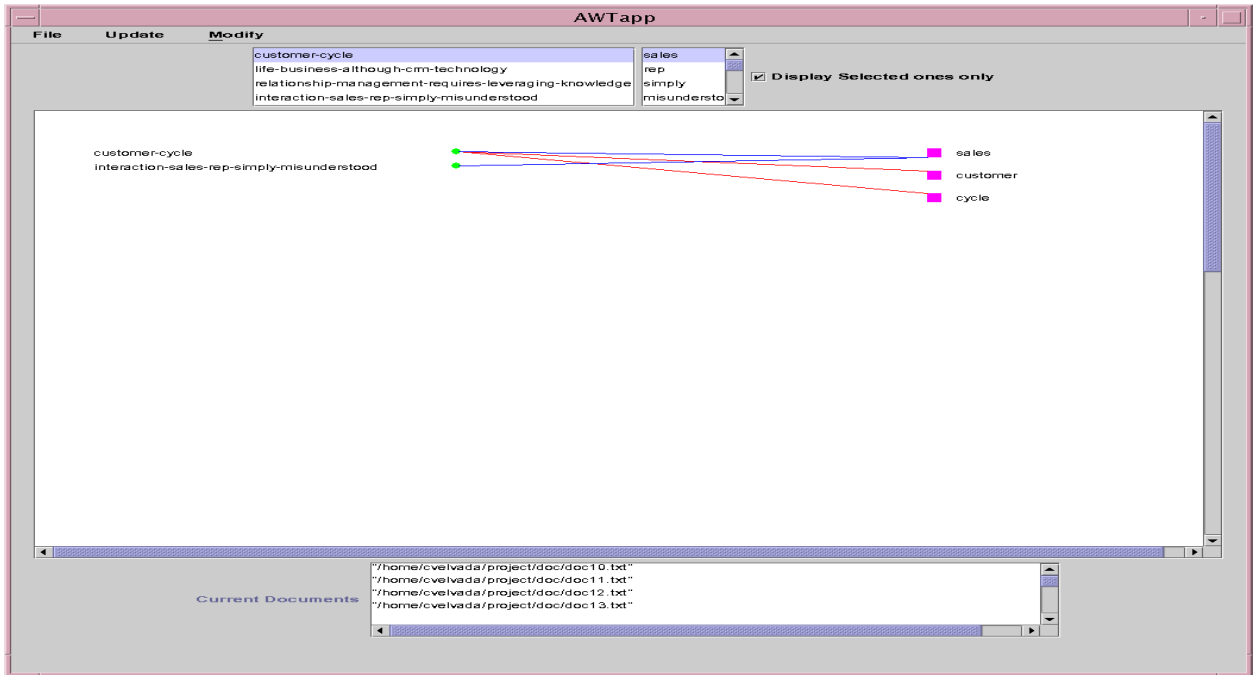 AWTapp
File Update Modify
customer-cycle
life-business-although-crm-technology
relationship-management-requires-leveraging-knowledge
interaction-sales-rep-simply-misunderstood
sales
rep
simply
misundersto
Display Selected ones only
customer-cycle
interaction-sales-rep-simply-misunderstood
sales
customer
cycle
Current Documents
"/home/cvelvada/project/doc/doc10.txt"
"/home/cvelvada/project/doc/doc11.txt"
"/home/cvelvada/project/doc/doc12.txt"
"/home/cvelvada/project/doc/doc13.txt"